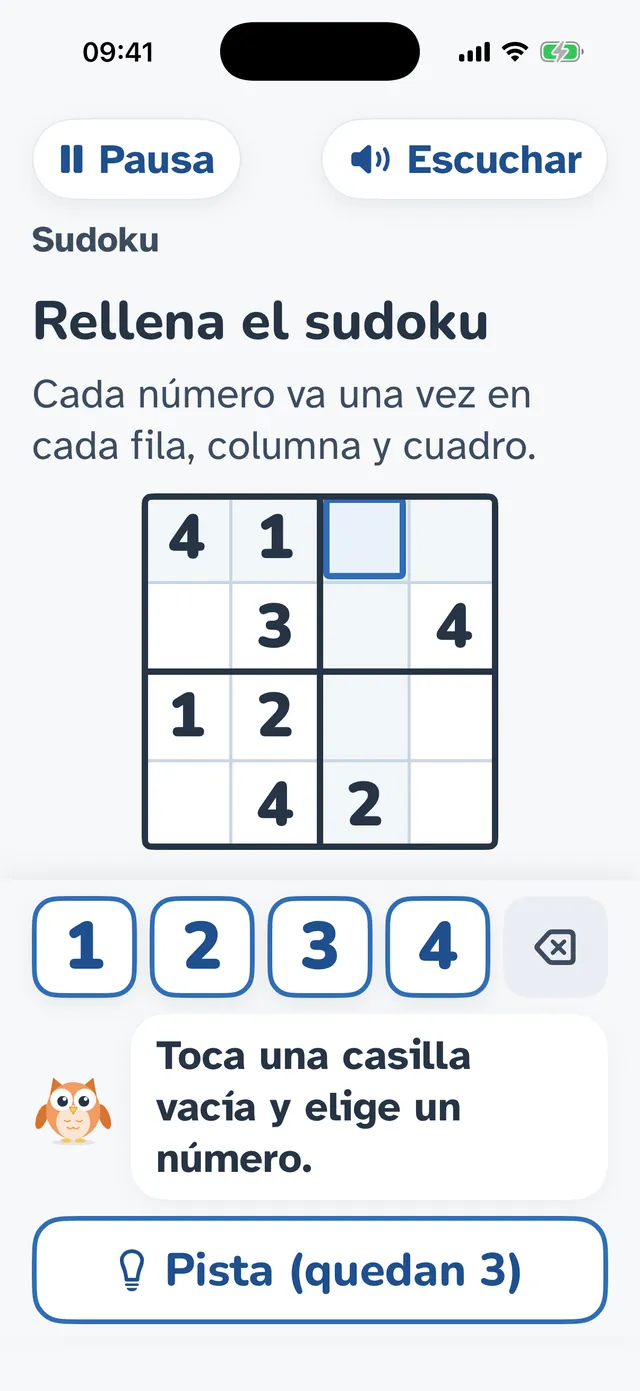 09:41
Pausa
Escuchar
Sudoku
Rellena el sudoku
Cada número va una vez en
cada fila, columna y cuadro.
4 1
3 4
1 2
4 2
1 2 3 4
Toca una casilla
vacía y elige un
número.
Pista (quedan 3)